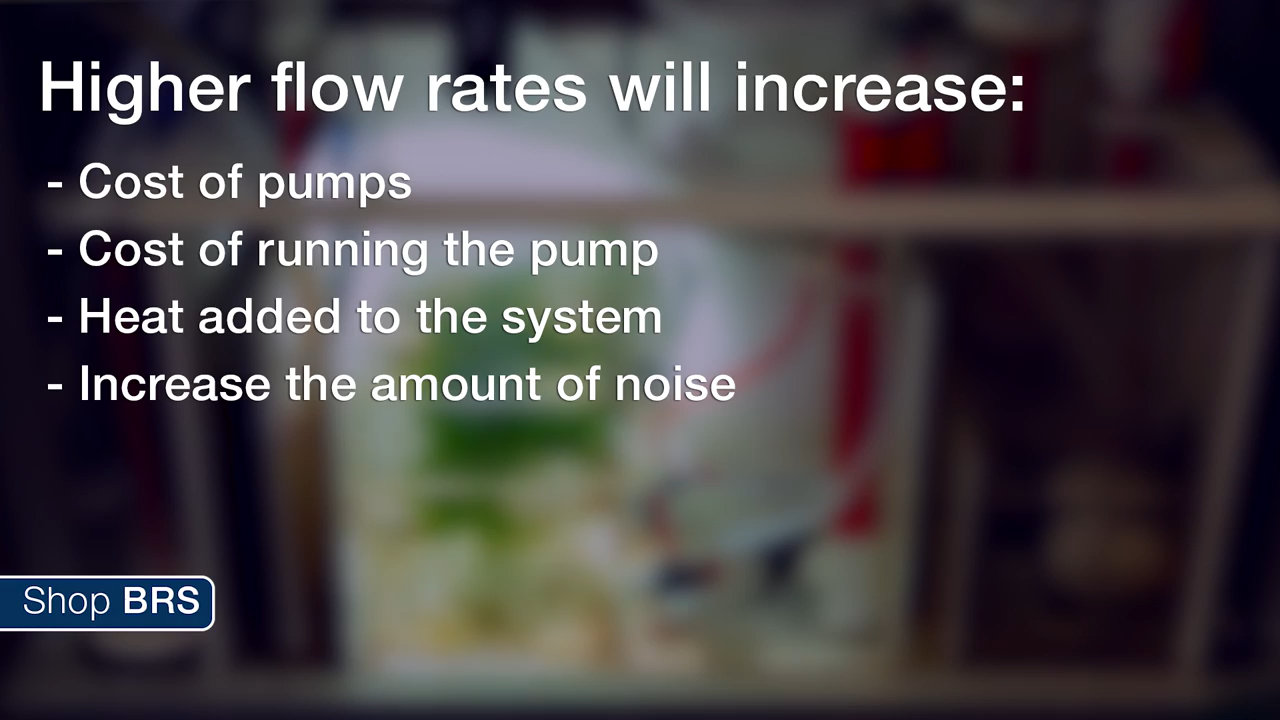 Higher flow rates will increase:
- Cost of pumps
- Cost of running the pump
- Heat added to the system
- Increase the amount of noise
Shop BRS